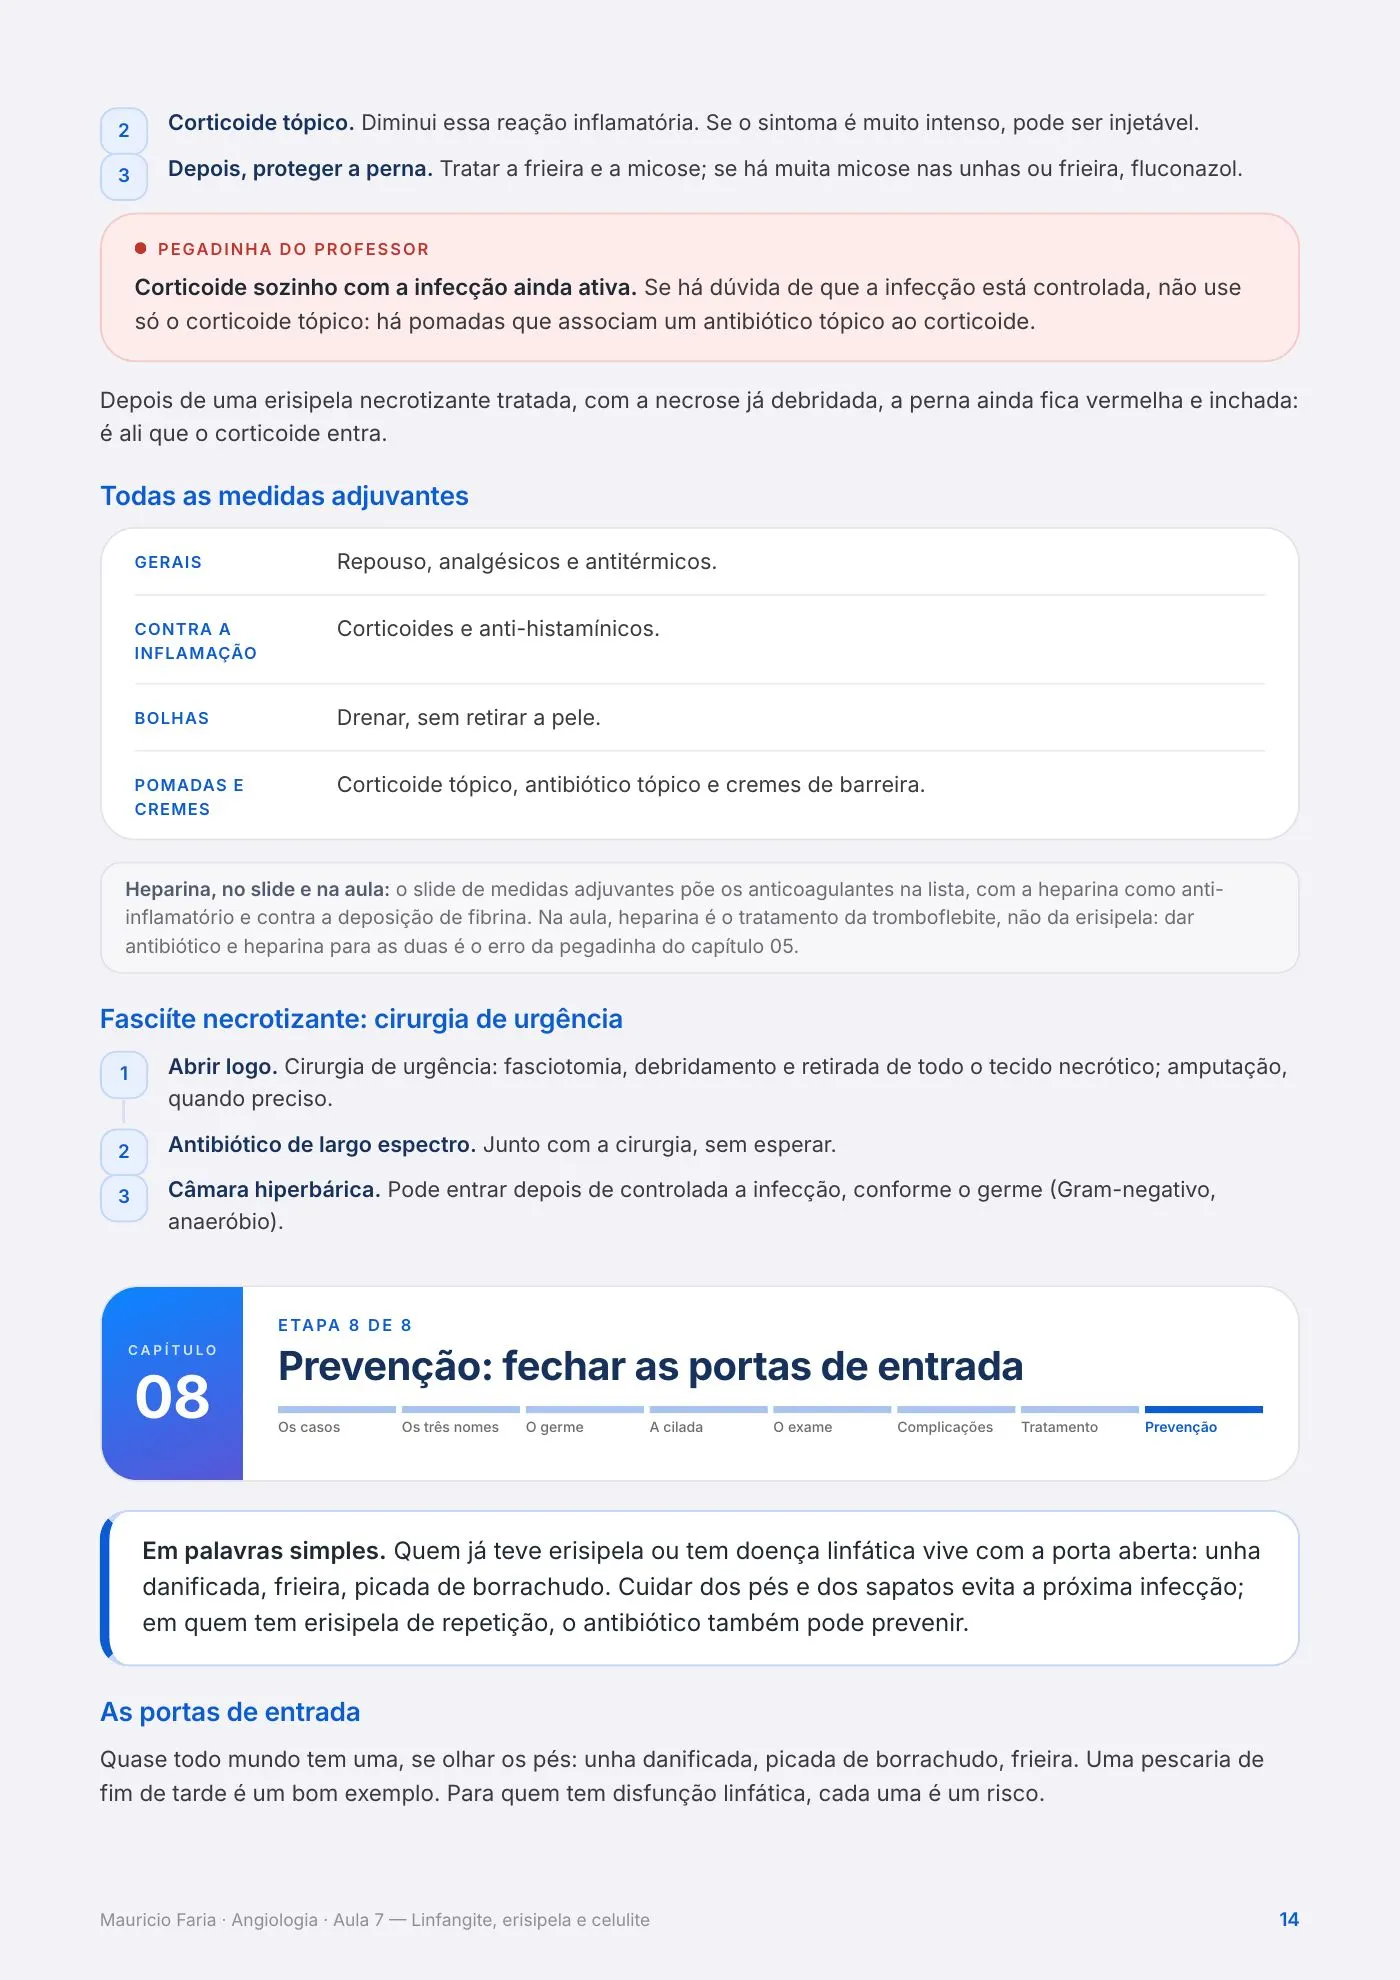 2
Corticoide tópico. Diminui essa reação inflamatória. Se o sintoma é muito intenso, pode ser injetável.
3
Depois, proteger a perna. Tratar a frieira e a micose; se há muita micose nas unhas ou frieira, fluconazol.
PEGADINHA DO PROFESSOR
Corticoide sozinho com a infecção ainda ativa. Se há dúvida de que a infecção está controlada, não use
só o corticoide tópico: há pomadas que associam um antibiótico tópico ao corticoide.
Depois de uma erisipela necrotizante tratada, com a necrose já debridada, a perna ainda fica vermelha e inchada:
é ali que o corticoide entra.
Todas as medidas adjuvantes
GERAIS
Repouso, analgésicos e antitérmicos.
CONTRA A
INFLAMAÇÃO
Corticoides e anti-histamínicos.
BOLHAS
Drenar, sem retirar a pele.
POMADAS E
CREMES
Corticoide tópico, antibiótico tópico e cremes de barreira.
Heparina, no slide e na aula: o slide de medidas adjuvantes põe os anticoagulantes na lista, com a heparina como anti-
inflamatório e contra a deposição de fibrina. Na aula, heparina é o tratamento da tromboflebite, não da erisipela: dar
antibiótico e heparina para as duas é o erro da pegadinha do capítulo 05.
Fasciíte necrotizante: cirurgia de urgência
1
Abrir logo. Cirurgia de urgência: fasciotomia, debridamento e retirada de todo o tecido necrótico; amputação,
quando preciso.
2
Antibiótico de largo espectro. Junto com a cirurgia, sem esperar.
3
Câmara hiperbárica. Pode entrar depois de controlada a infecção, conforme o germe (Gram-negativo,
anaeróbio).
CAPÍTULO
08
ETAPA 8 DE 8
Prevenção: fechar as portas de entrada
Os casos
Os três nomes
O germe
A cilada
O exame
Complicações
Tratamento
Prevenção
Em palavras simples. Quem já teve erisipela ou tem doença linfática vive com a porta aberta: unha
danificada, frieira, picada de borrachudo. Cuidar dos pés e dos sapatos evita a próxima infecção;
em quem tem erisipela de repetição, o antibiótico também pode prevenir.
As portas de entrada
Quase todo mundo tem uma, se olhar os pés: unha danificada, picada de borrachudo, frieira. Uma pescaria de
fim de tarde é um bom exemplo. Para quem tem disfunção linfática, cada uma é um risco.
Mauricio Faria · Angiologia · Aula 7 — Linfangite, erisipela e celulite
14